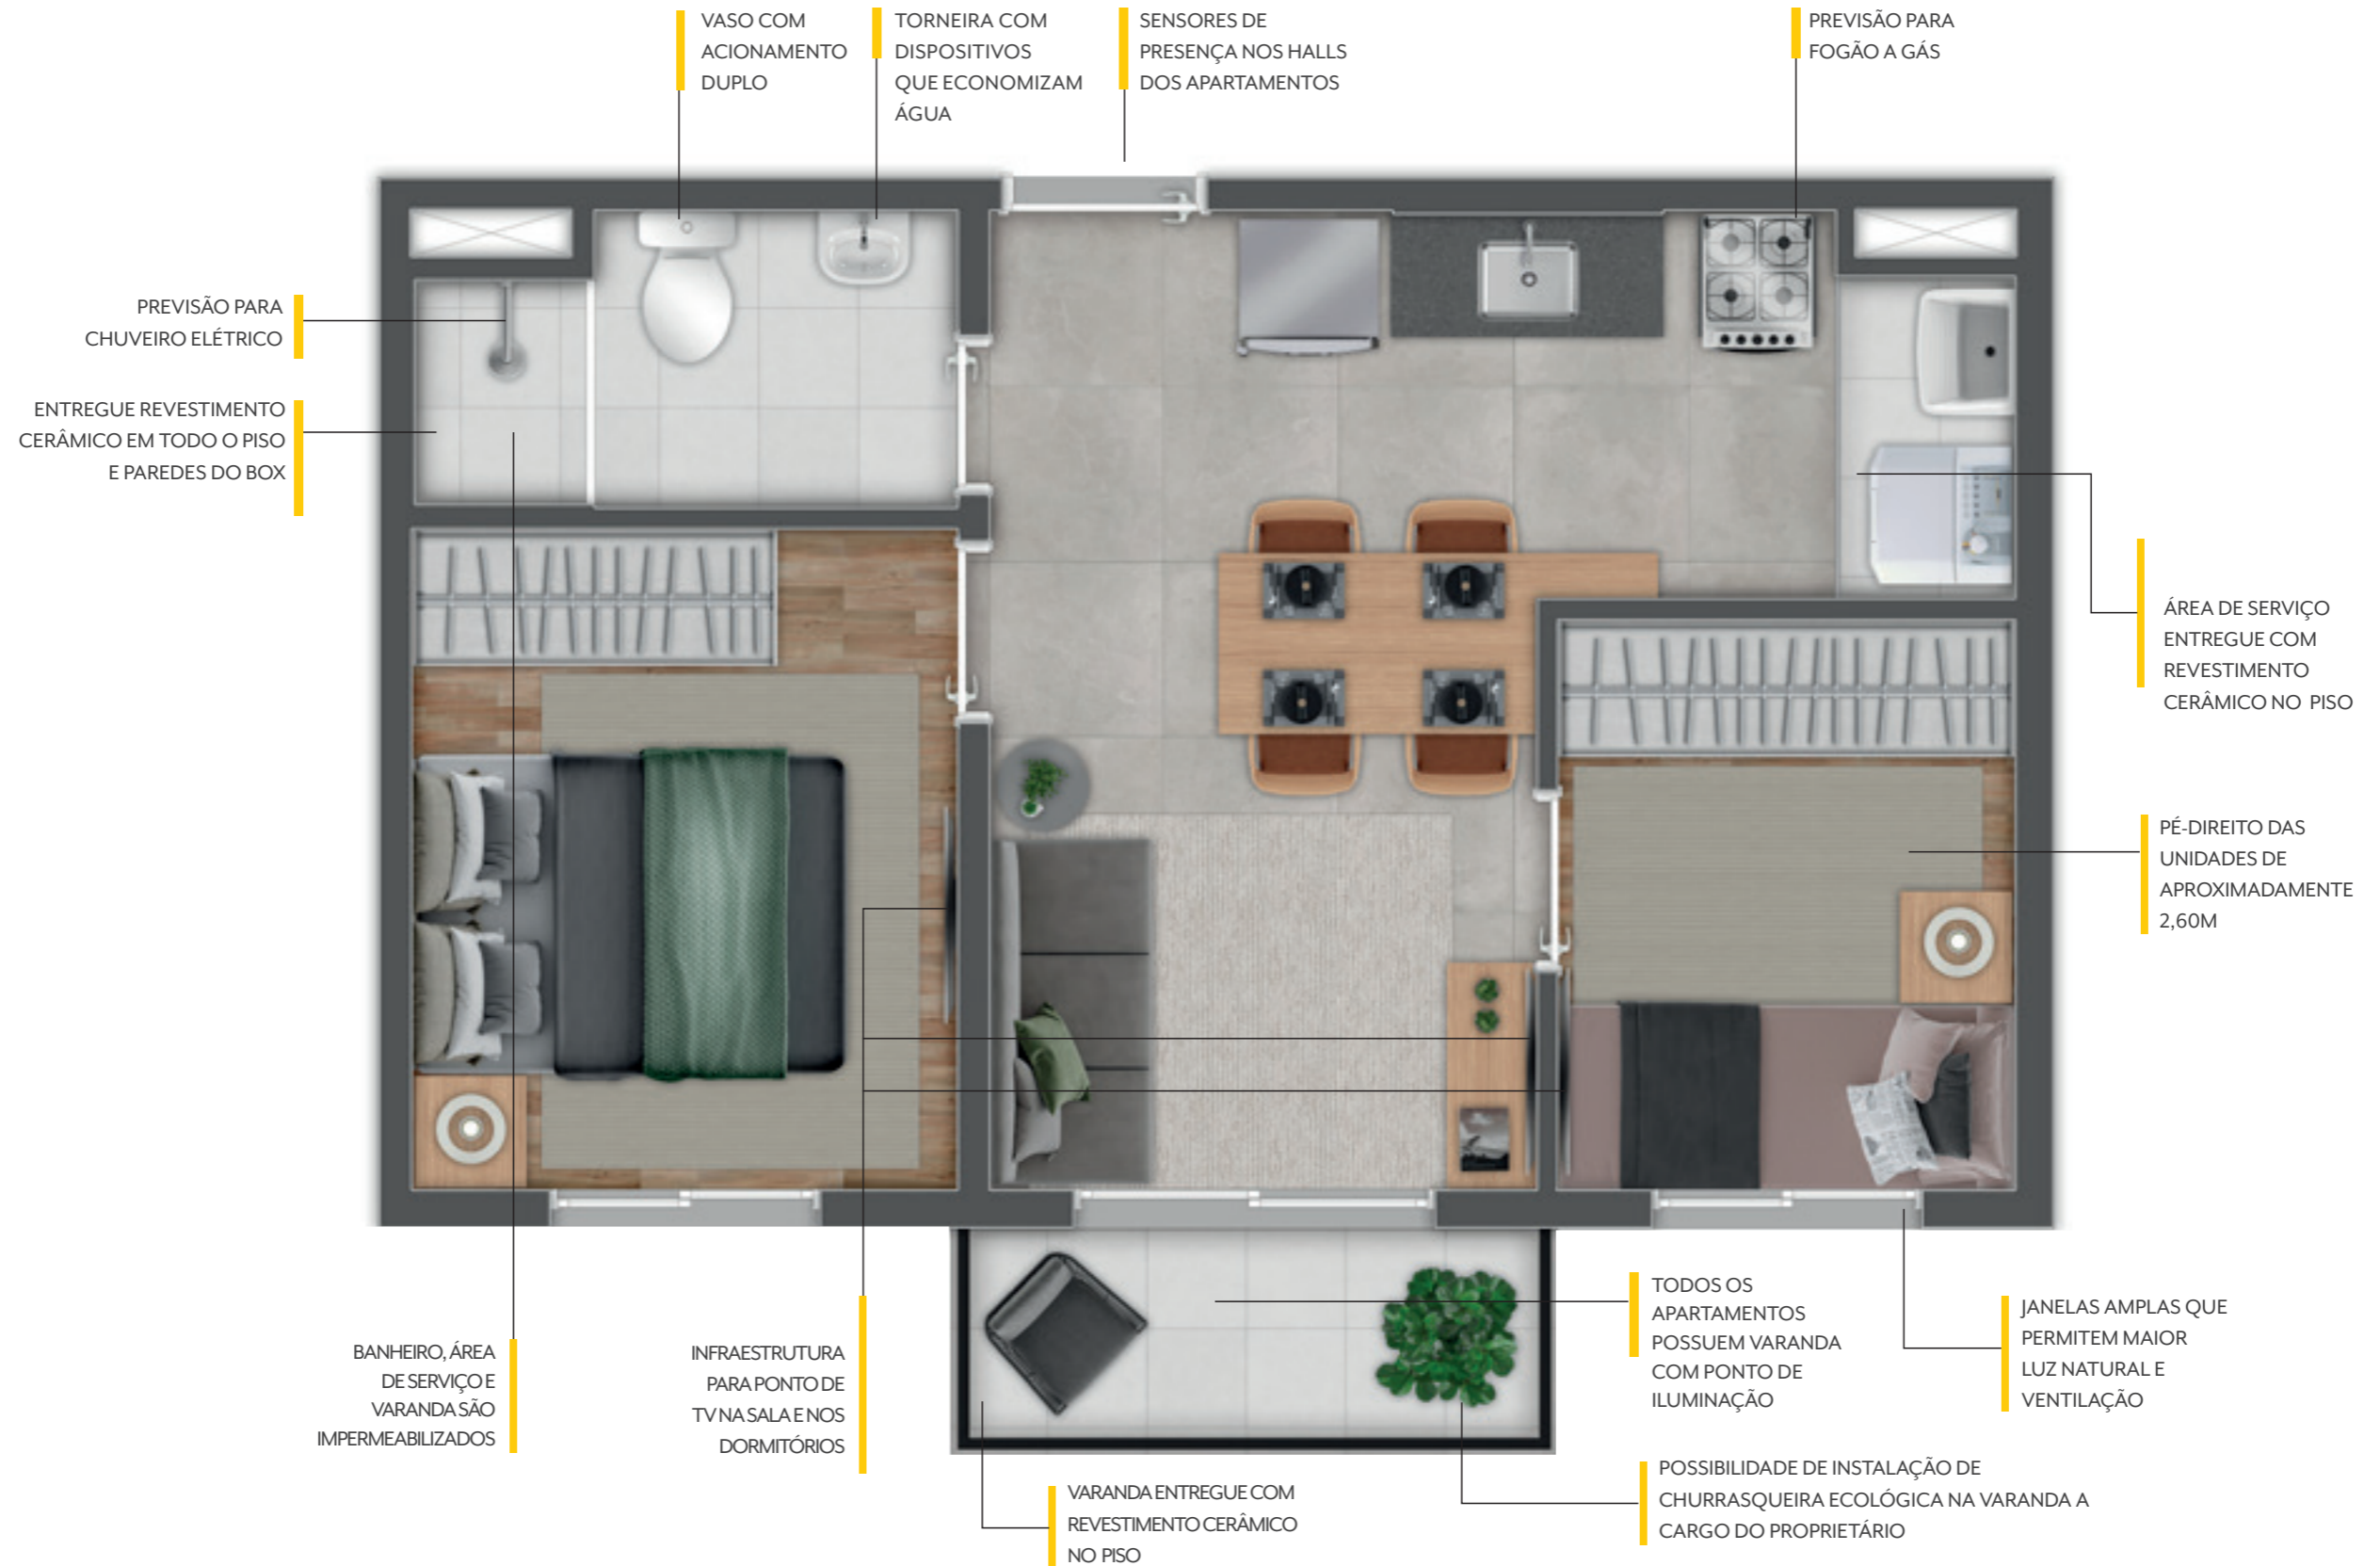 VASO COM
ACIONAMENTO
DUPLO
TORNEIRA COM
DISPOSITIVOS
QUE ECONOMIZAM
ÁGUA
SENSORES DE
PRESENÇA NOS HALLS
DOS APARTAMENTOS
PREVISÃO PARA
FOGÃO A GÁS
PREVISÃO PARA
CHUVEIRO ELÉTRICO
ENTREGUE REVESTIMENTO
CERÂMICO EM TODO O PISO
E PAREDES DO BOX
ÁREA DE SERVIÇO
ENTREGUE COM
REVESTIMENTO
CERÂMICO NO PISO
PÉ-DIREITO DAS
UNIDADES DE
APROXIMADAMENTE
2,60M
BANHEIRO, ÁREA
DE SERVIÇO E
VARANDA SÃO
IMPERMEABILIZADOS
INFRAESTRUTURA
PARA PONTO DE
TV NA SALA E NOS
DORMITÓRIOS
TODOS OS
APARTAMENTOS
POSSUEM VARANDA
COM PONTO DE
ILUMINAÇÃO
JANELAS AMPLAS QUE
PERMITEM MAIOR
LUZ NATURAL E
VENTILAÇÃO
VARANDA ENTREGUE COM
REVESTIMENTO CERÂMICO
NO PISO
POSSIBILIDADE DE INSTALAÇÃO DE
CHURRASQUEIRA ECOLÓGICA NA VARANDA A
CARGO DO PROPRIETÁRIO